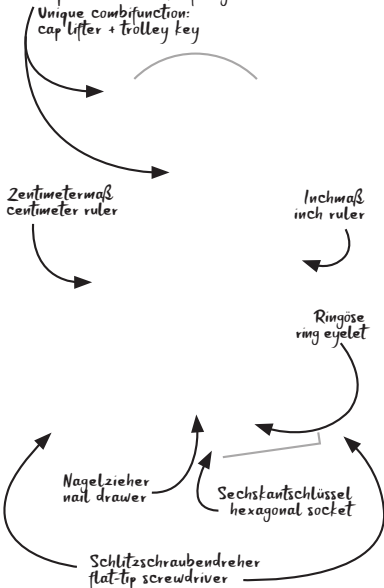 Unique combifunction:
cap lifter + trolley key
Zentimetermaß
centimeter ruler
Inchmaß
inch ruler
Ringöse
ring eyelet
Nagelzieher
nail drawer
Sechskantschlüssel
hexagonal socket
Schlitzschraubendreher
flat-tip screwdriver